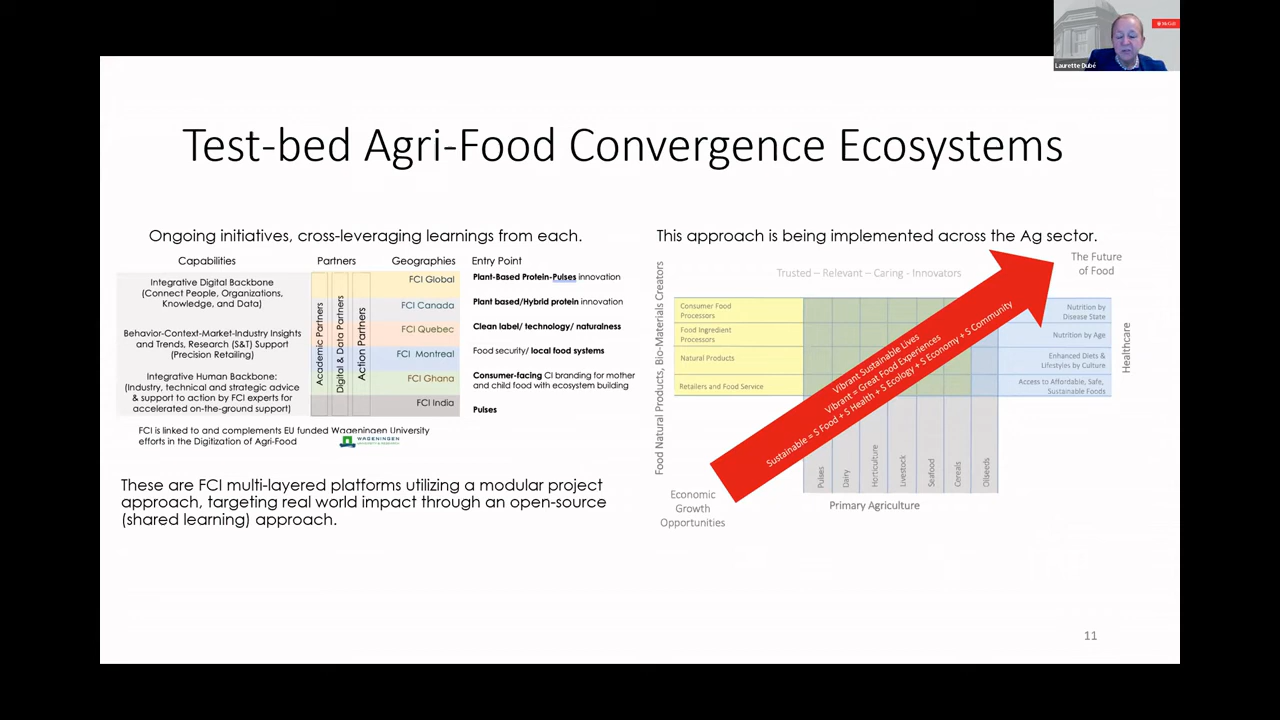 McGill
Laurette Dubé
Test-bed Agri-Food Convergence Ecosystems
Ongoing initiatives, cross-leveraging learnings from each.
Capabilities
Partners
Geographies
Entry Point
Integrative Digital Backbone
(Connect People, Organizations,
Knowledge, and Data)
Behavior-Context-Market-Industry Insights
and Trends, Research (S&T) Support
(Precision Retailing)
Integrative Human Backbone:
(Industry, technical and strategic advice
& support to action by FCI experts for
accelerated on-the-ground support)
Academic Partners
Digital & Data Partners
Action Partners
FCI Global
FCI Canada
FCI Quebec
FCI Montreal
FCI Ghana
FCI India
Plant-Based Protein-Pulses innovation
Plant based/Hybrid protein innovation
Clean label/ technology/ naturalness
Food security/ local food systems
Consumer-facing CI branding for mother
and child food with ecosystem building
Pulses
FCI is linked to and complements EU funded Wageningen University
efforts in the Digitization of Agri-Food
WAGENINGEN
These are FCI multi-layered platforms utilizing a modular project
approach, targeting real world impact through an open-source
(shared learning) approach.
This approach is being implemented across the Ag sector.
The Future
of Food
Trusted – Relevant – Caring - Innovators
Food Natural Products, Bio-Materials Creators
Consumer Food
Processors
Food Ingredient
Processors
Natural Products
Retailers and Food Service
Vibrant Sustainable Lives
Vibrant = Great Food Experiences
Sustainable = S Food + S Health + S Ecology + S Economy + S Community
Nutrition by
Disease State
Nutrition by Age
Enhanced Diets &
Lifestyles by Culture
Access to Affordable, Safe,
Sustainable Foods
Healthcare
Pulses
Dairy
Horticulture
Livestock
Seafood
Cereals
Oilseeds
Primary Agriculture
Economic
Growth
Opportunities
11